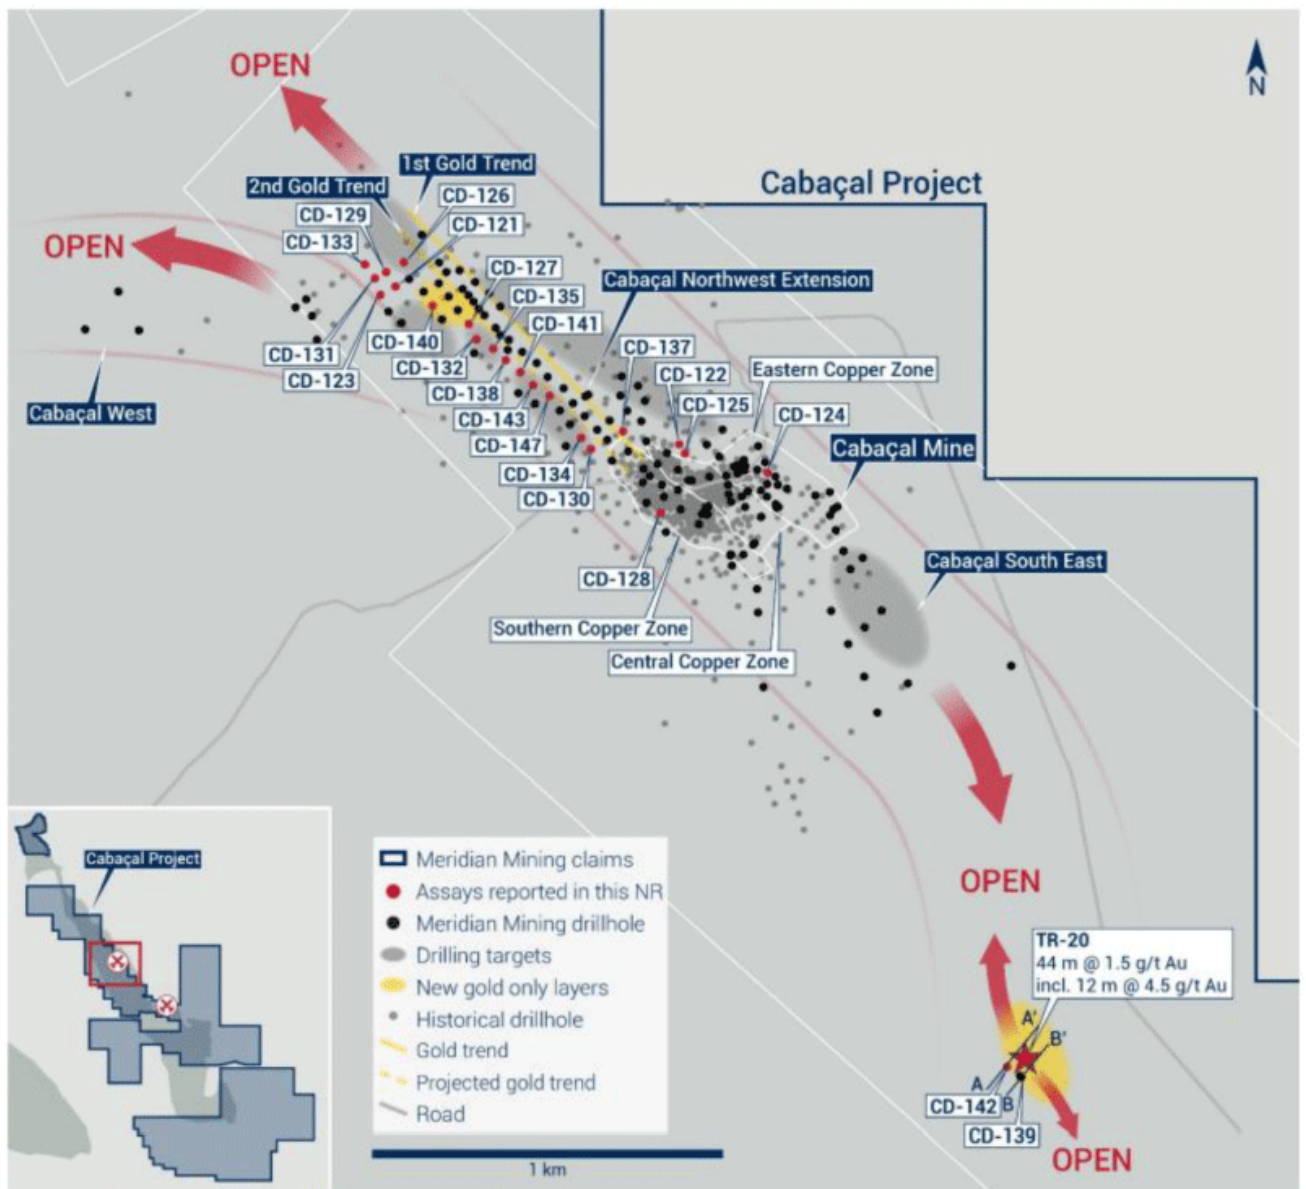 OPEN
N
1st Gold Trend
2nd Gold Trend
Cabaçal Project
CD-126
CD-129
CD-121
CD-133
OPEN
CD-127
Cabaçal Northwest Extension
CD-135
CD-141
CD-140
CD-137
CD-131
CD-132
CD-122
Eastern Copper Zone
CD-123
CD-138
CD-125
Cabaçal West
CD-143
CD-124
CD-147
Cabaçal Mine
CD-134
CD-130
Cabaçal South East
CD-128
Southern Copper Zone
Central Copper Zone
OPEN
TR-20
44 m @ 1.5 g/t Au
incl. 12 m @ 4.5 g/t Au
A'
B'
A
B
CD-142
CD-139
OPEN
Cabaçal Project
Meridian Mining claims
Assays reported in this NR
Meridian Mining drillhole
Drilling targets
New gold only layers
Historical drillhole
Gold trend
Projected gold trend
Road
1 km